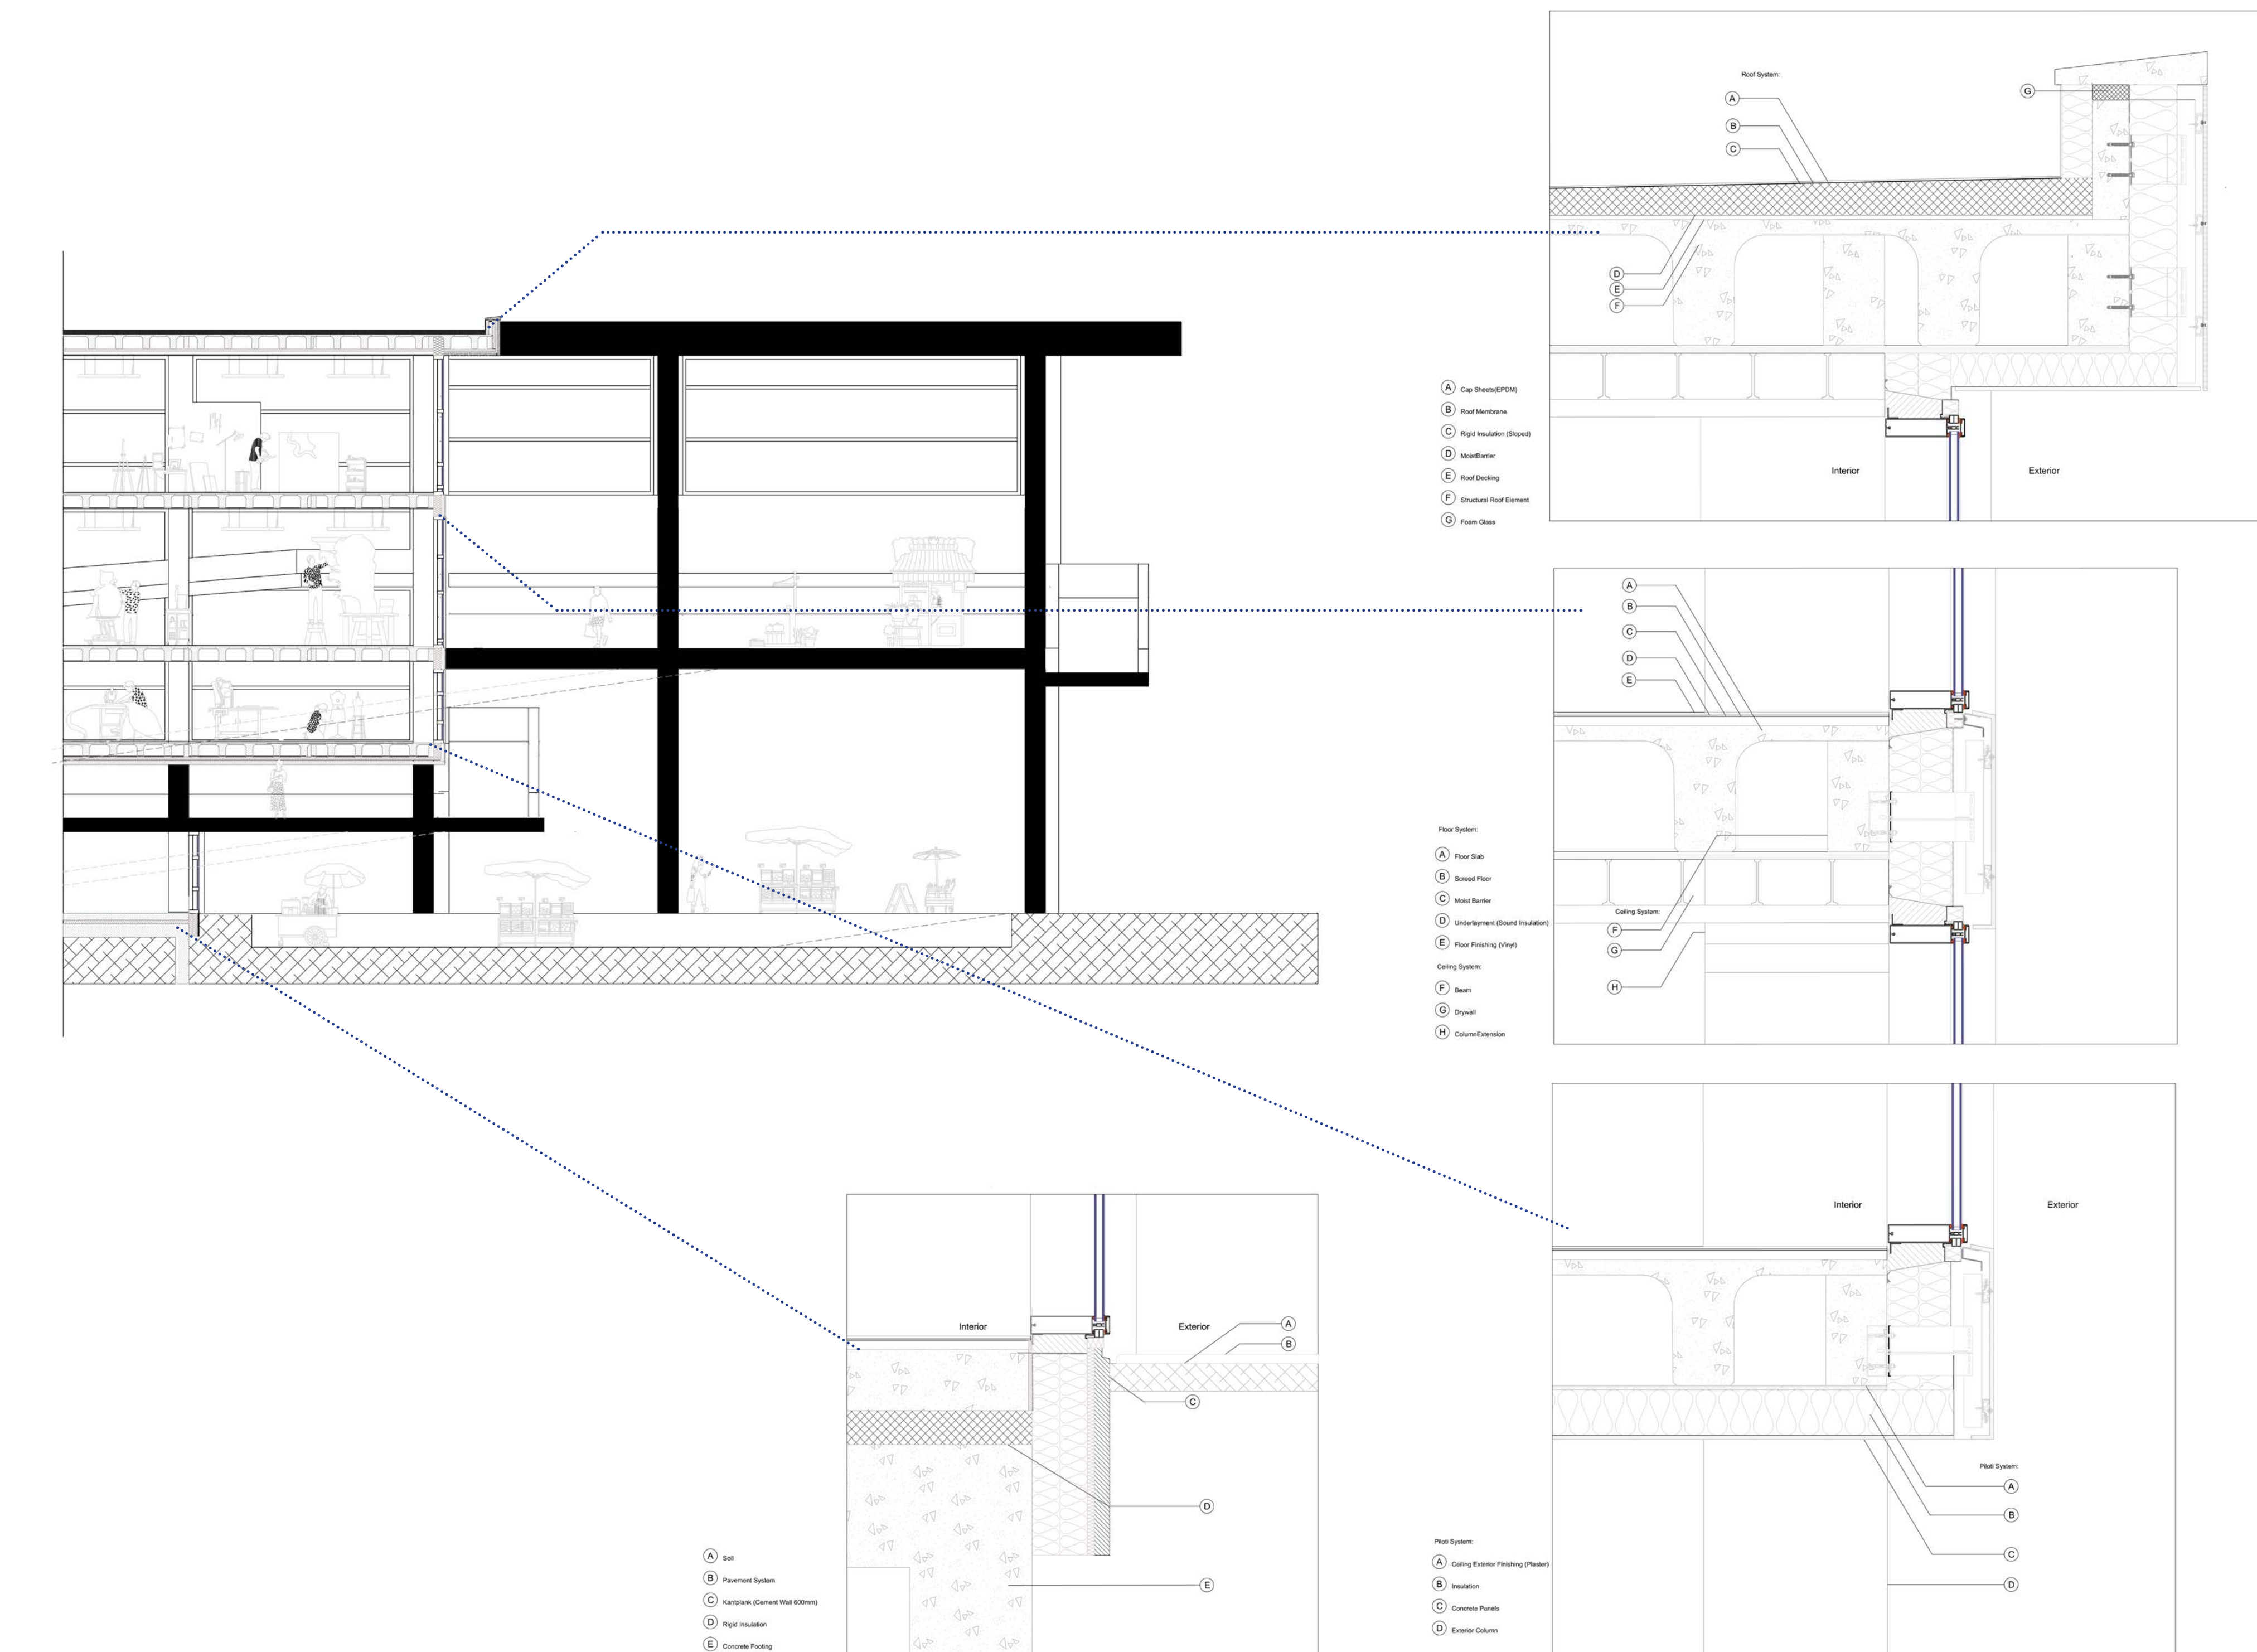 Roof System:
A
B
C
G
D
E
F
Interior
Exterior
A Cap Sheets(EPDM)
B Roof Membrane
C Rigid Insulation (Sloped)
D MoistBarrier
E Roof Decking
F Structural Roof Element
G Foam Glass
A
B
C
D
E
Ceiling System:
F
G
H
Floor System:
A Floor Slab
B Screed Floor
C Moist Barrier
D Underlayment (Sound Insulation)
E Floor Finishing (Vinyl)
Ceiling System:
F Beam
G Drywall
H ColumnExtension
Interior
Exterior
Piloti System:
A
B
C
D
Piloti System:
A Ceiling Exterior Finishing (Plaster)
B Insulation
C Concrete Panels
D Exterior Column
Interior
Exterior
A
B
C
D
E
A Soil
B Pavement System
C Kantplank (Cement Wall 600mm)
D Rigid Insulation
E Concrete Footing